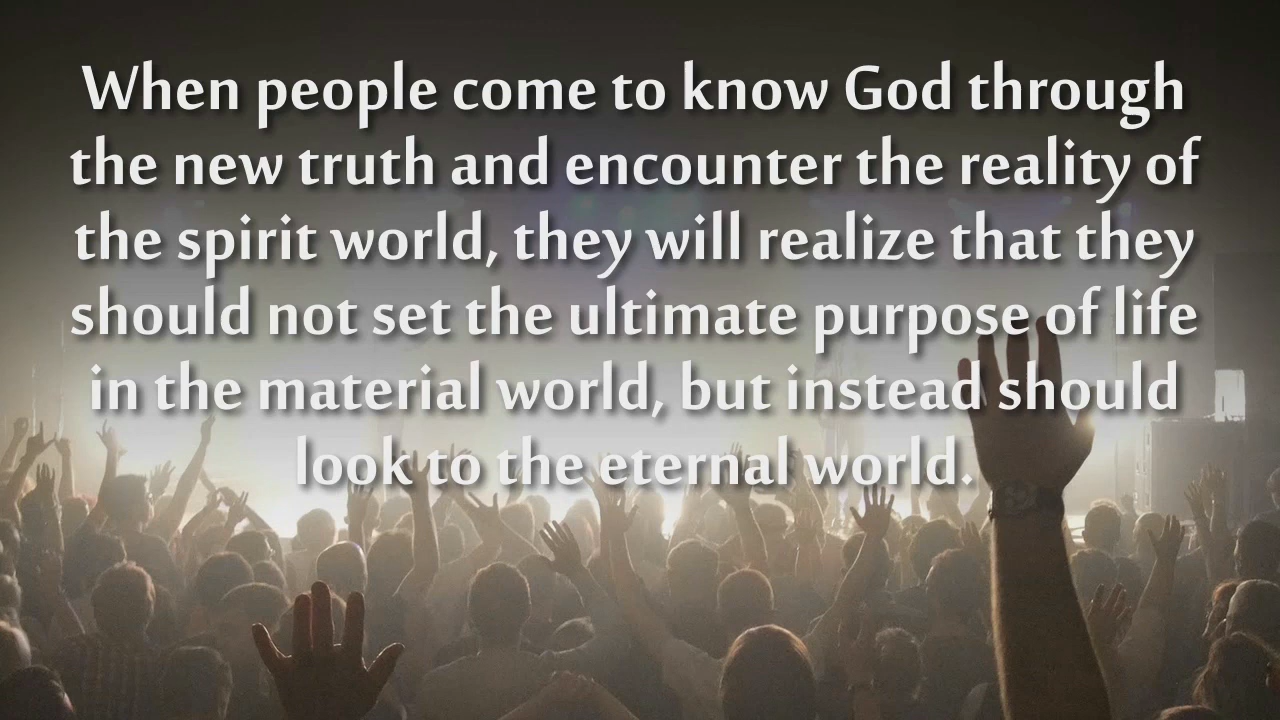 When people come to know God through
the new truth and encounter the reality of
the spirit world, they will realize that they
should not set the ultimate purpose of life
in the material world, but instead should
look to the eternal world.